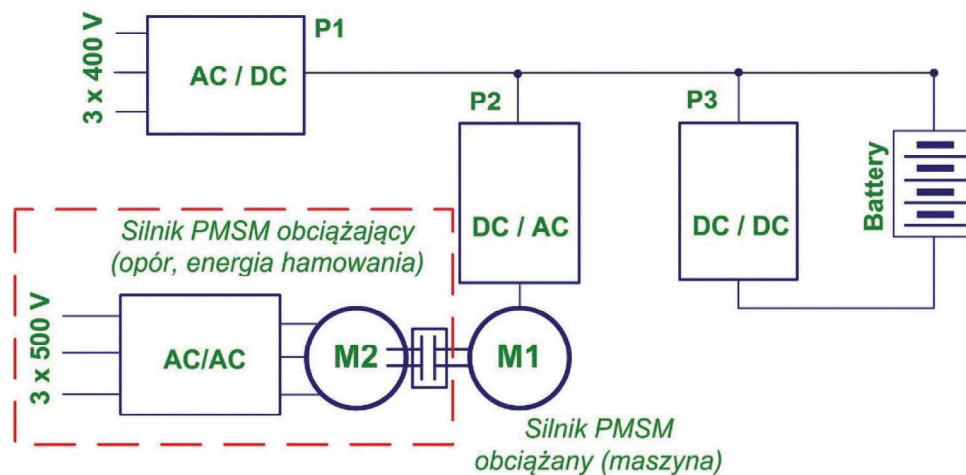 P1
3 x 400 V
AC / DC
P2
P3
Battery
DC / AC
DC / DC
Silnik PMSM obciążający
(opór, energia hamowania)
3 x 500 V
AC/AC
M2
M1
Silnik PMSM
obciążany (maszyna)